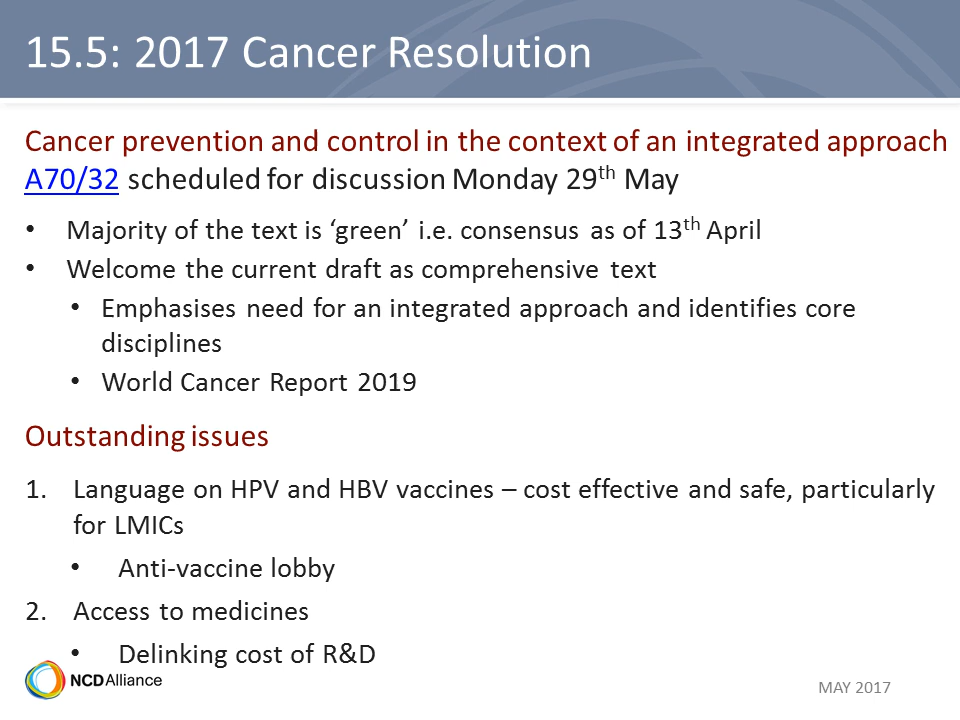 15.5: 2017 Cancer Resolution
Cancer prevention and control in the context of an integrated approach
A70/32 scheduled for discussion Monday 29th May
• Majority of the text is ‘green’ i.e. consensus as of 13th April
• Welcome the current draft as comprehensive text
• Emphasises need for an integrated approach and identifies core
disciplines
• World Cancer Report 2019
Outstanding issues
1. Language on HPV and HBV vaccines – cost effective and safe, particularly
for LMICs
• Anti-vaccine lobby
2. Access to medicines
• Delinking cost of R&D
NCDAlliance
MAY 2017